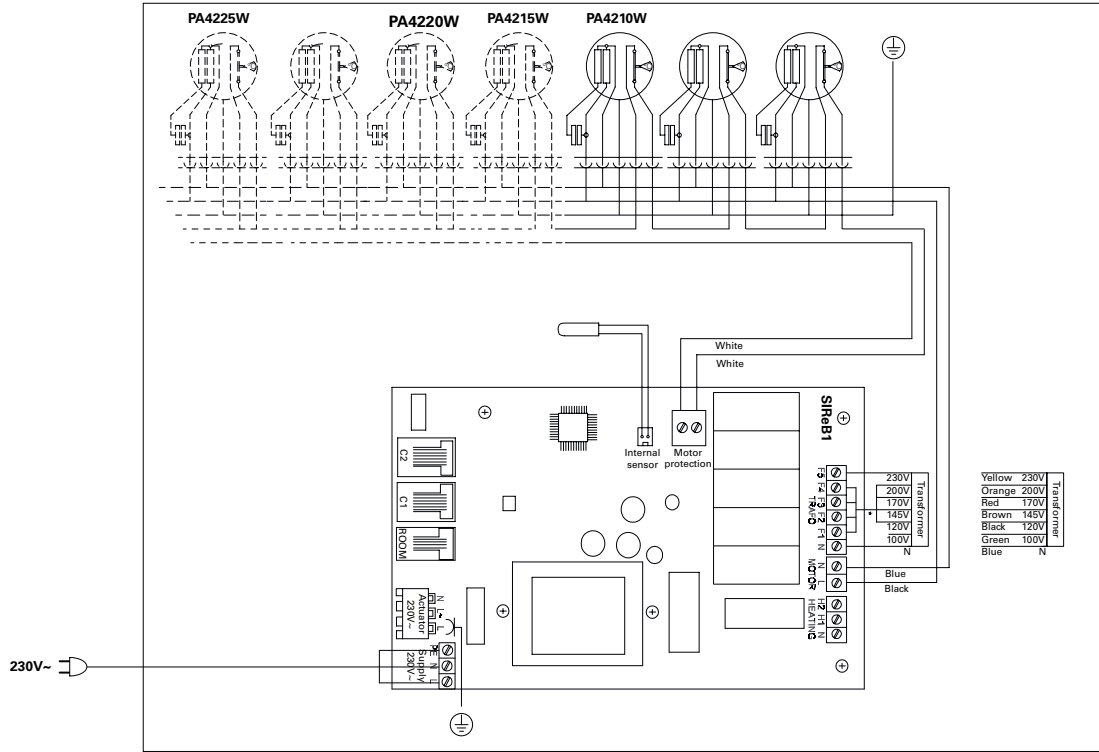 PA4225W
PA4220W
PA4215W
PA4210W
White
White
SIReB1
Internal
sensor
Motor
protection
C2
C1
ROOM
F5
F4
F3
F2
F1
N
TRAFO
230V
200V
170V
145V
120V
100V
N
Transformer
Yellow 230V
Orange 200V
Red 170V
Brown 145V
Black 120V
Green 100V
Blue N
Transformer
N
L
MOTOR
Blue
Black
H2
H1
N
HEATING
N
L*
L
Actuator
230V~
PE
N
L
Supply
230V~
230V~
*